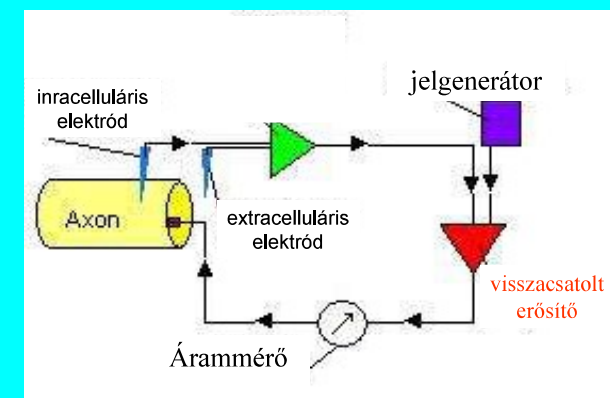 inracelluláris
elektród
jelgenerátor
Axon
extracelluláris
elektród
visszacsatolt
erősítő
Árammérő